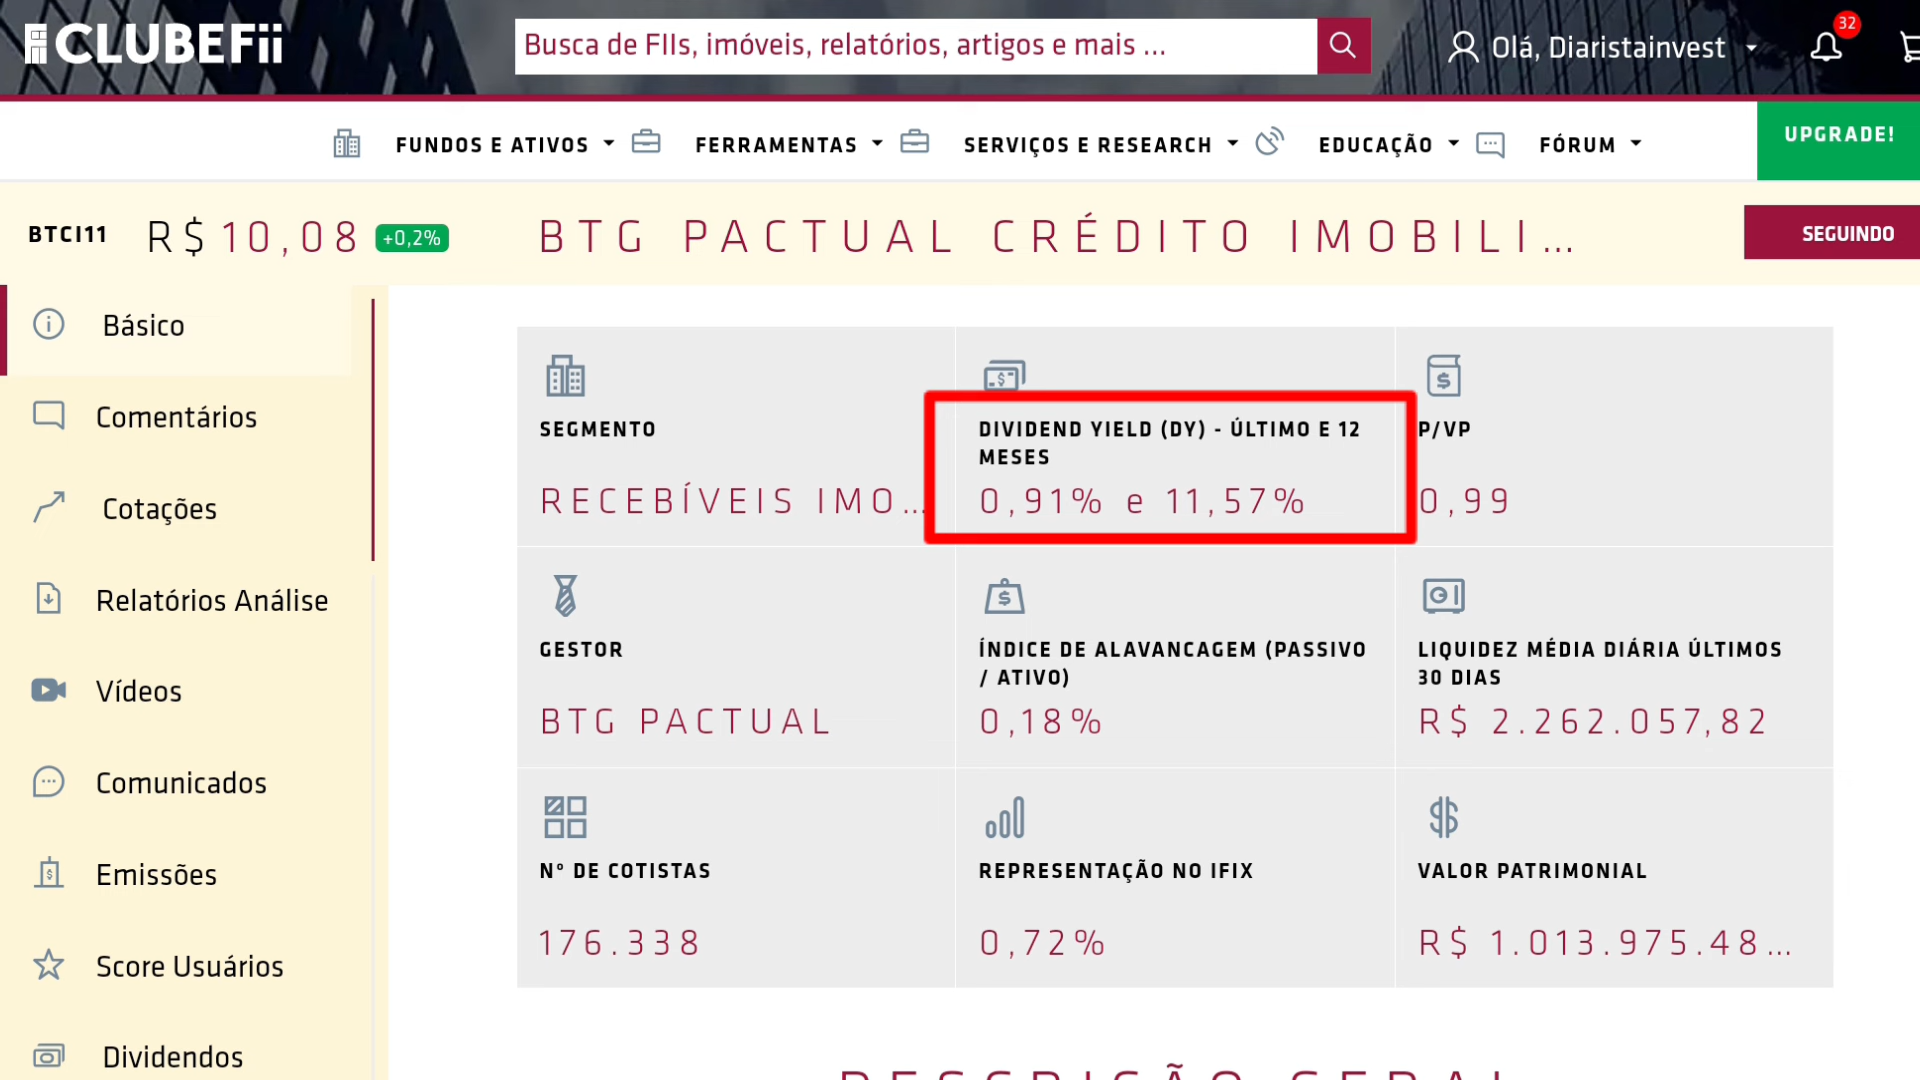 CLUBEFii
Busca de FIIs, imóveis, relatórios, artigos e mais ...
Olá, Diaristainvest
32
FUNDOS E ATIVOS
FERRAMENTAS
SERVIÇOS E RESEARCH
EDUCAÇÃO
FÓRUM
UPGRADE!
BTCI11
R$ 10,08
+0,2%
BTG PACTUAL CRÉDITO IMOBILI...
SEGUINDO
Básico
Comentários
Cotações
Relatórios Análise
Vídeos
Comunicados
Emissões
Score Usuários
Dividendos
SEGMENTO
RECEBÍVEIS IMO...
DIVIDEND YIELD (DY) - ÚLTIMO E 12
MESES
0,91% e 11,57%
P/VP
0,99
GESTOR
BTG PACTUAL
ÍNDICE DE ALAVANCAGEM (PASSIVO
/ ATIVO)
0,18%
LIQUIDEZ MÉDIA DIÁRIA ÚLTIMOS
30 DIAS
R$ 2.262.057,82
N° DE COTISTAS
176.338
REPRESENTAÇÃO NO IFIX
0,72%
VALOR PATRIMONIAL
R$ 1.013.975.48...
DESCRIÇÃO GERAL